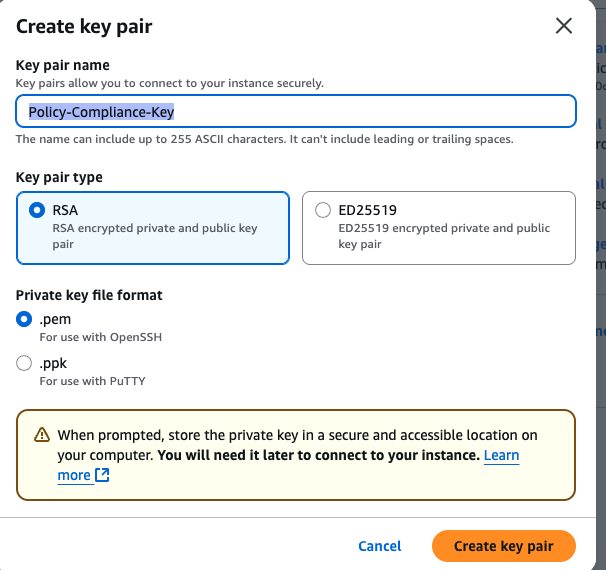 Create key pair
Key pair name
Key pairs allow you to connect to your instance securely.
Policy-Compliance-Key
The name can include up to 255 ASCII characters. It can't include leading or trailing spaces.
Key pair type
RSA
RSA encrypted private and public key
pair
ED25519
ED25519 encrypted private and public
key pair
Private key file format
.pem
For use with OpenSSH
.ppk
For use with PuTTY
When prompted, store the private key in a secure and accessible location on
your computer. You will need it later to connect to your instance. Learn
more
Cancel
Create key pair